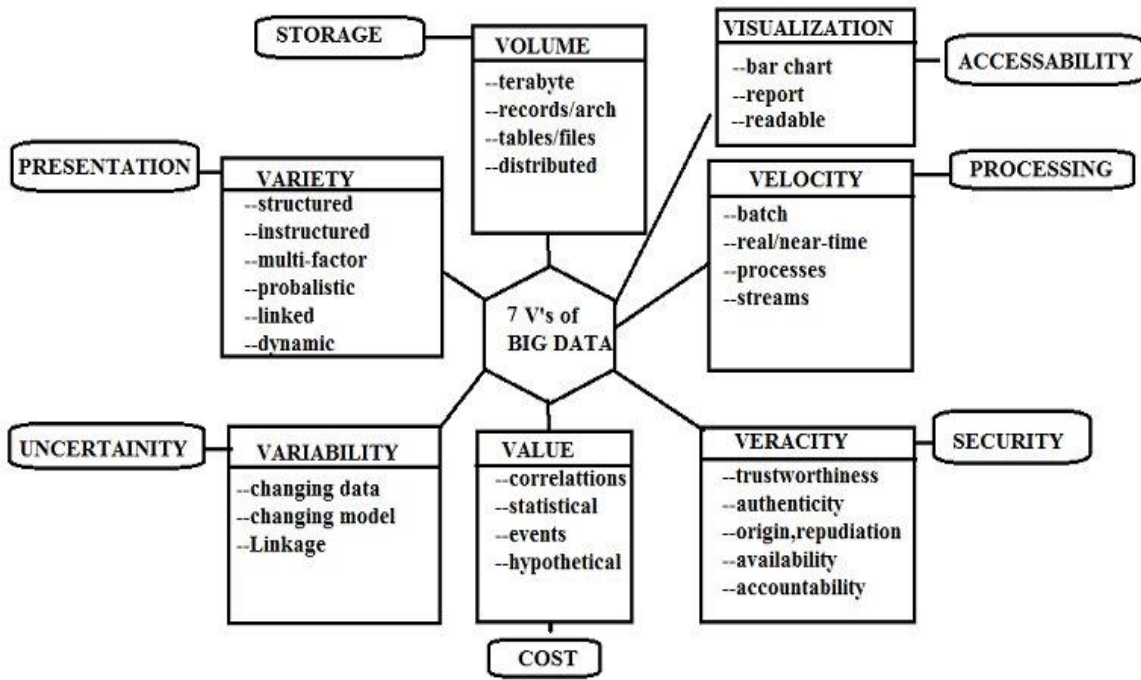 STORAGE
VOLUME
--terabyte
--records/arch
--tables/files
--distributed
VISUALIZATION
--bar chart
--report
--readable
ACCESSABILITY
PRESENTATION
VARIETY
--structured
--instructured
--multi-factor
--probalistic
--linked
--dynamic
VELOCITY
--batch
--real/near-time
--processes
--streams
PROCESSING
7 V's of
BIG DATA
UNCERTAINITY
VARIABILITY
--changing data
--changing model
--Linkage
VALUE
--correlattions
--statistical
--events
--hypothetical
COST
VERACITY
--trustworthiness
--authenticity
--origin,repudiation
--availability
--accountability
SECURITY